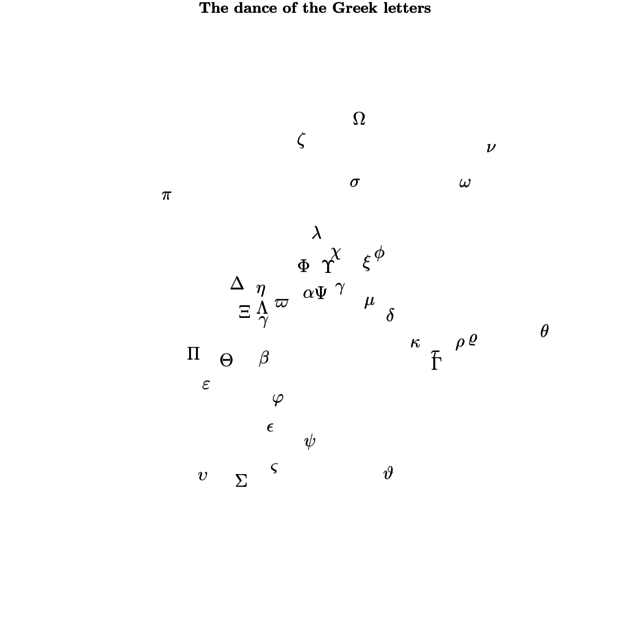 The dance of the Greek letters
Ω
ζ
ν
σ ω
π
λ
χ ϕ
Φ Υ ξ
Δ η αΨ γ
ϖ μ
Ξ Λ δ
γ
θ
κ ρ ϱ
Π Θ β τ
Γ
ε
φ
ϵ
ψ
ς
υ Σ ϑ